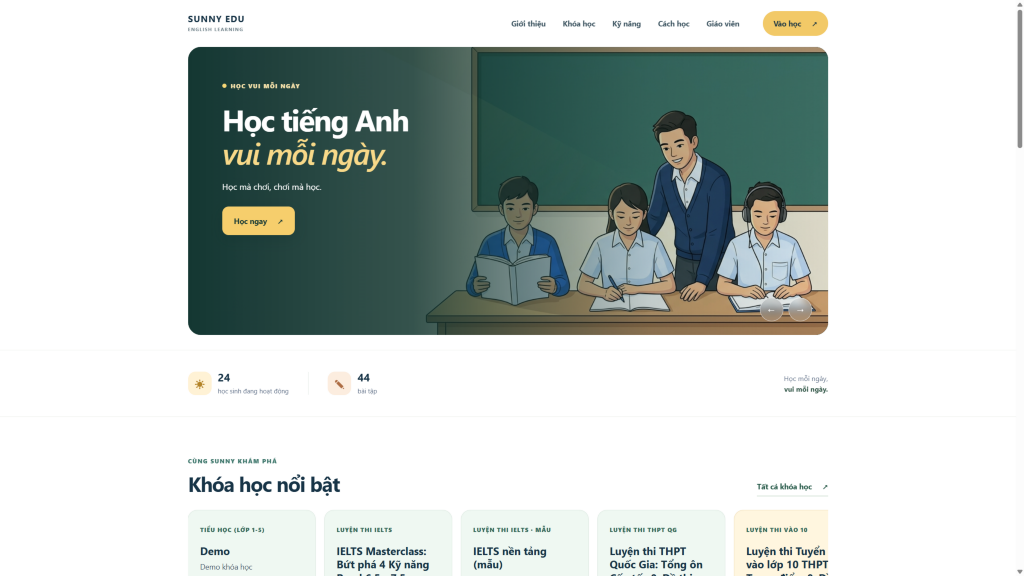 SUNNY EDU
ENGLISH LEARNING
Giới thiệu
Khóa học
Kỹ năng
Cách học
Giáo viên
Vào học ↗
HỌC VUI MỖI NGÀY
Học tiếng Anh
vui mỗi ngày.
Học mà chơi, chơi mà học.
Học ngay ↗
← →
24
học sinh đang hoạt động
44
bài tập
Học mỗi ngày,
vui mỗi ngày.
CÙNG SUNNY KHÁM PHÁ
Khóa học nổi bật
Tất cả khóa học ↗
TIỂU HỌC (LỚP 1-5)
Demo
Demo khóa học
LUYỆN THI IELTS
IELTS Masterclass:
Bứt phá 4 Kỹ năng
LUYỆN THI IELTS · MẪU
IELTS nền tảng
(mẫu)
LUYỆN THI THPT QG
Luyện thi THPT
Quốc Gia: Tổng ôn
LUYỆN THI VÀO 10
Luyện thi Tuyển
vào lớp 10 THPT